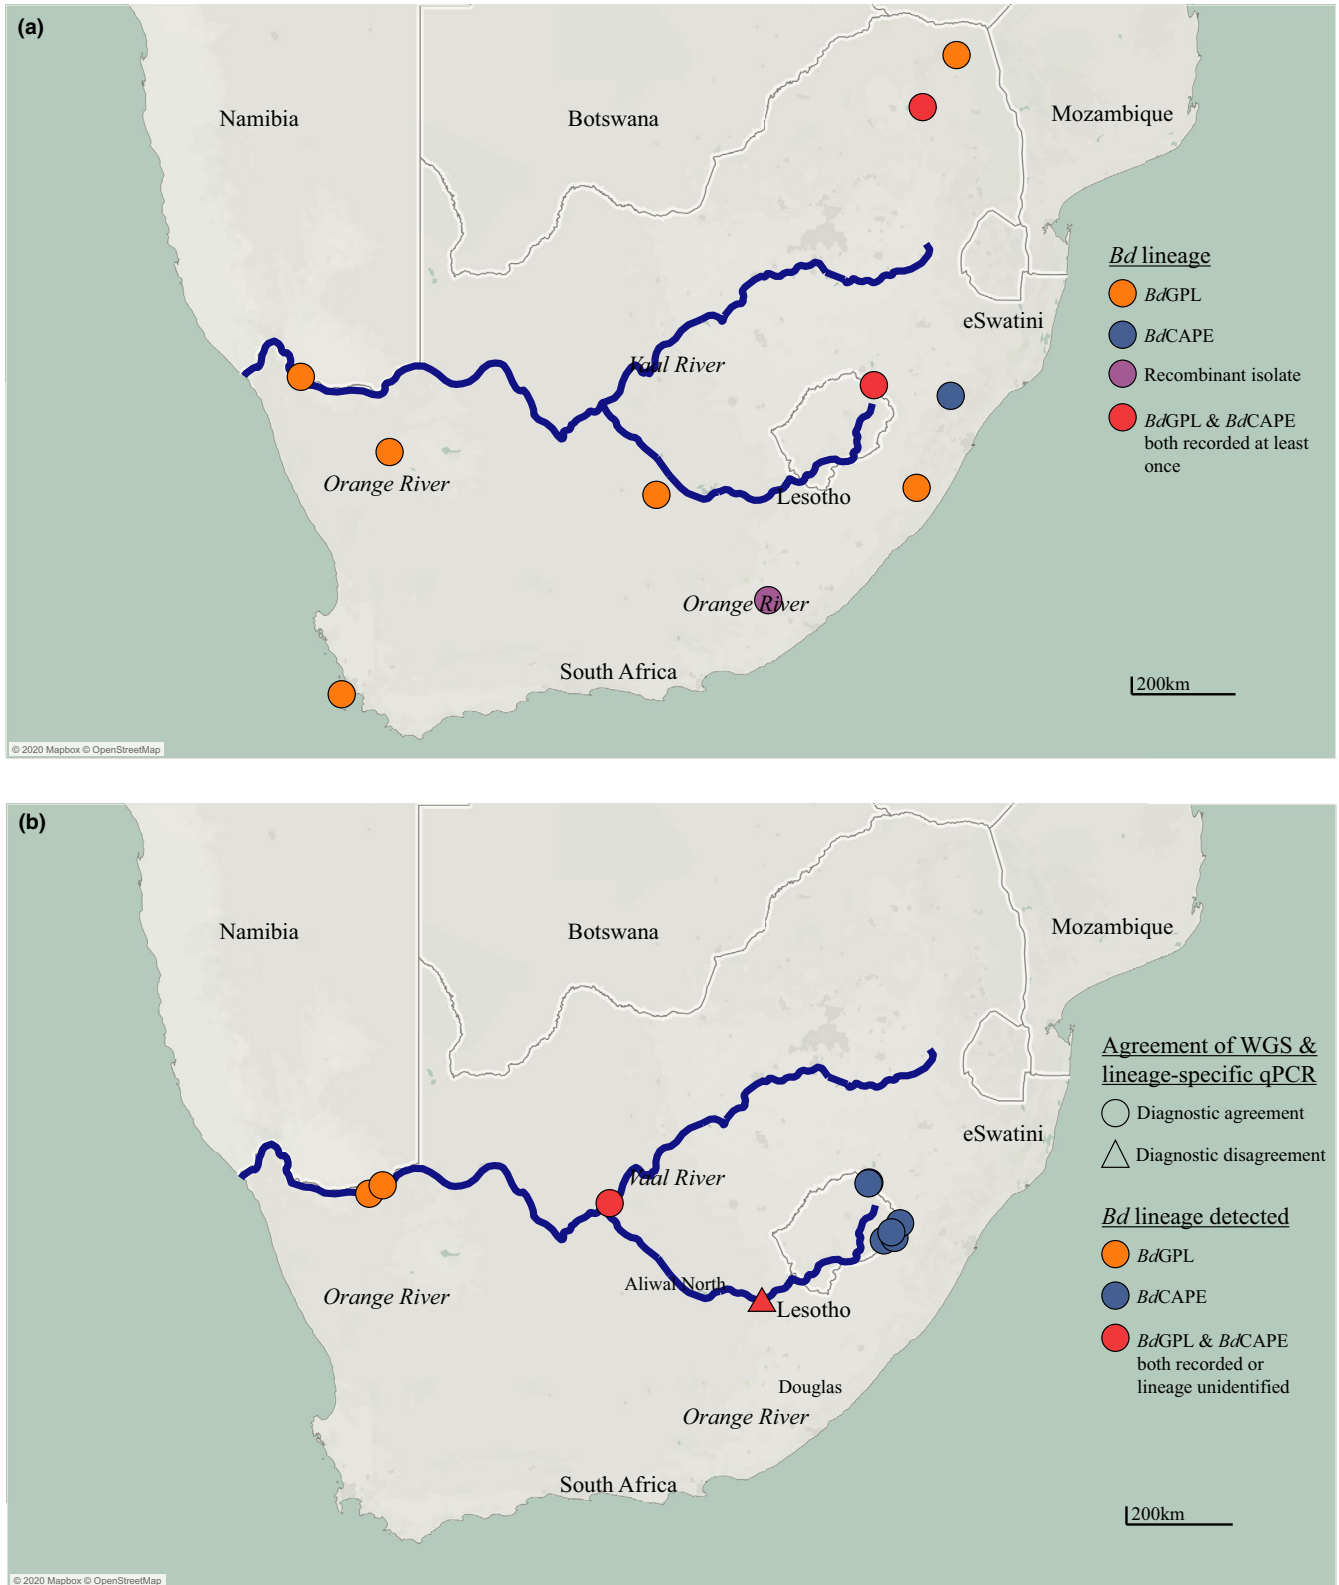 (a)
Namibia
Botswana
Mozambique
Bd lineage
BdGPL
eSwatini
BdCAPE
Vaal River
Recombinant isolate
BdGPL & BdCAPE
both recorded at least
once
Orange River
Lesotho
Orange River
South Africa
200km
© 2020 Mapbox © OpenStreetMap
(b)
Namibia
Botswana
Mozambique
Agreement of WGS &
lineage-specific qPCR
Diagnostic agreement
eSwatini
Diagnostic disagreement
Vaal River
Bd lineage detected
BdGPL
Aliwal North
Orange River
BdCAPE
Lesotho
BdGPL & BdCAPE
both recorded or
lineage unidentified
Douglas
Orange River
South Africa
200km
© 2020 Mapbox © OpenStreetMap